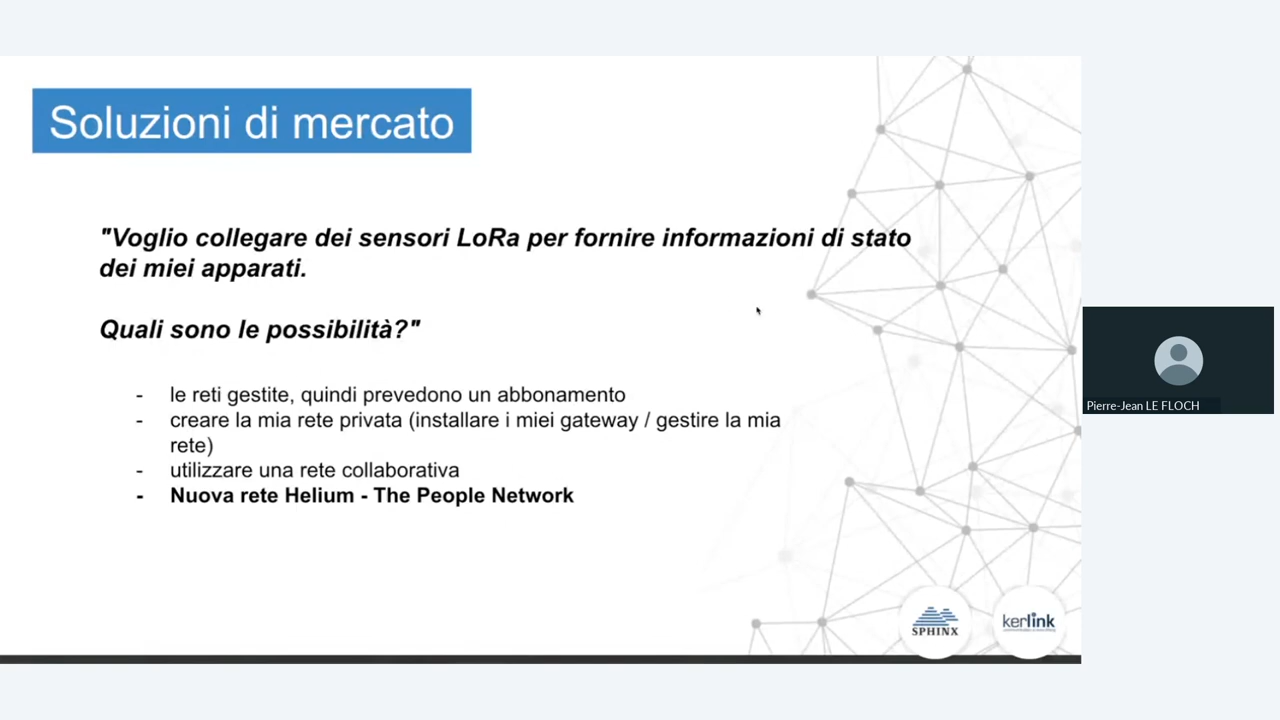 Soluzioni di mercato
"Voglio collegare dei sensori LoRa per fornire informazioni di stato
dei miei apparati.
Quali sono le possibilità?"
- le reti gestite, quindi prevedono un abbonamento
- creare la mia rete privata (installare i miei gateway / gestire la mia
rete)
- utilizzare una rete collaborativa
- Nuova rete Helium - The People Network
Pierre-Jean LE FLOCH
SPHINX
kerlink